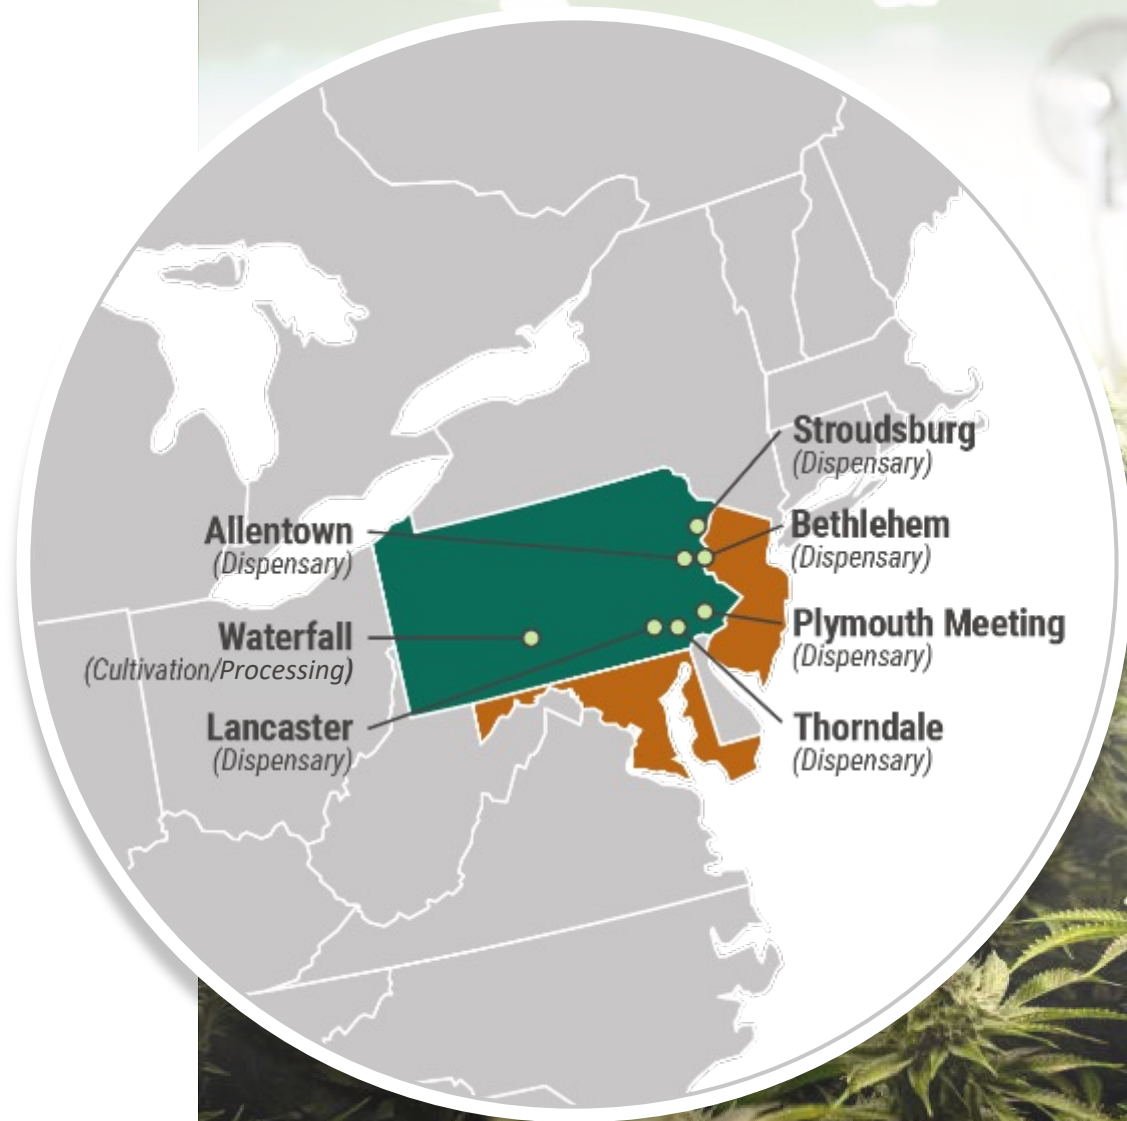 Stroudsburg
(Dispensary)
Allentown
(Dispensary)
Bethlehem
(Dispensary)
Waterfall
(Cultivation/Processing)
Plymouth Meeting
(Dispensary)
Lancaster
(Dispensary)
Thorndale
(Dispensary)